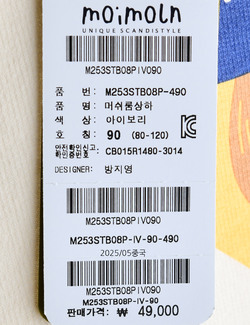 moimoln
UNIQUE SCANDISTYLE
M253STB08PIV090
품 번: M253STB08P-490
품 명: 머쉬룸상하
색 상: 아이보리
호 칭: 90 (80-120)
안전확인신고
확인증번호: CB015R1480-3014
DESIGNER: 방지영
M253STB08PIV090
M253STB08P-IV-90-490
2025/05중국
M253STB08PIV090
M253STB08P-IV-90
판매가격: ₩ 49,000